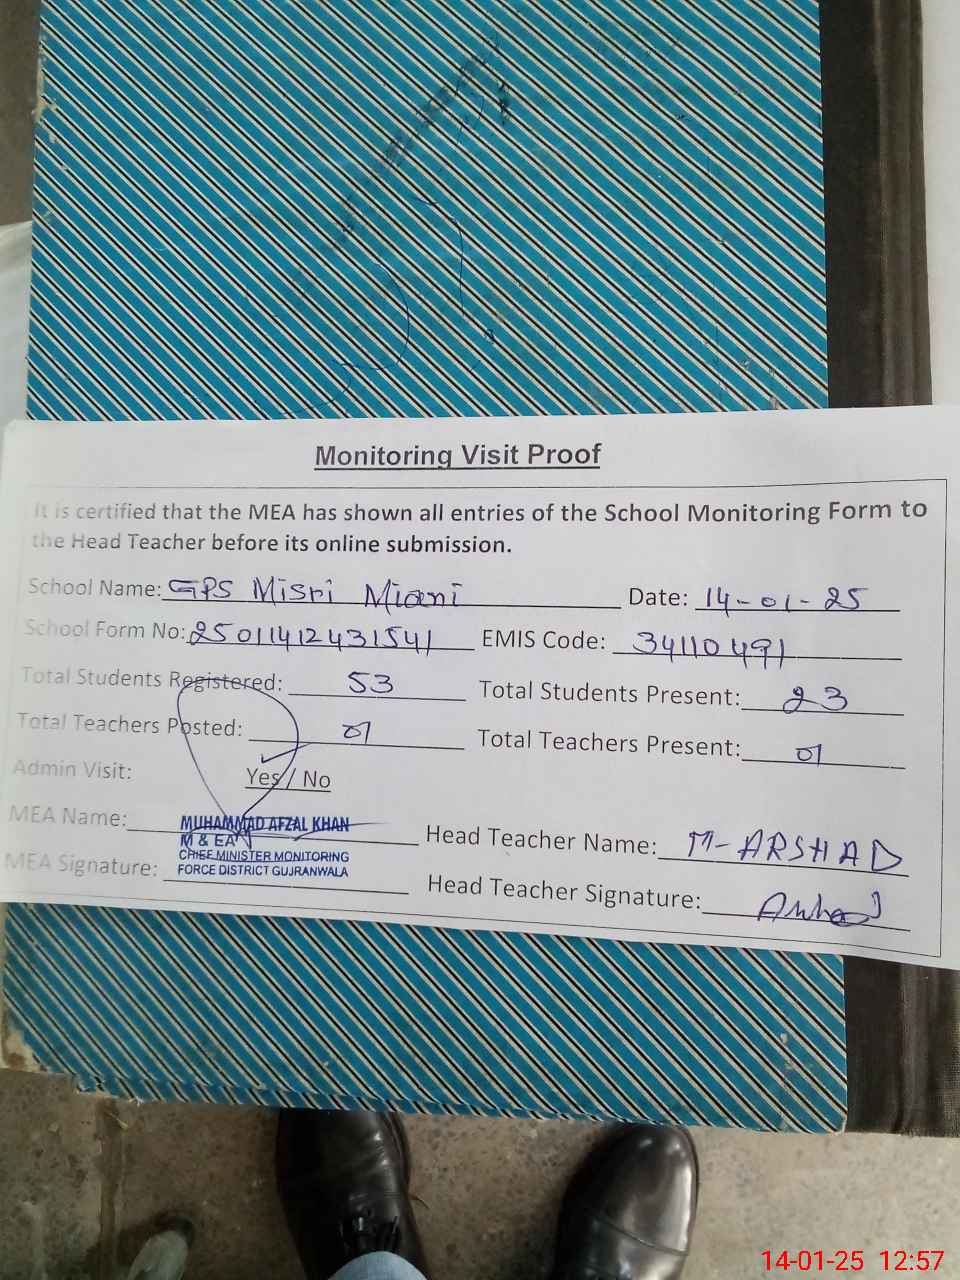 Monitoring Visit Proof
It is certified that the MEA has shown all entries of the School Monitoring Form to
the Head Teacher before its online submission.
School Name: GPS Misri Miani Date: 14-01-25
School Form No: 25011412431541 EMIS Code: 34110491
Total Students Registered: 53 Total Students Present: 23
Total Teachers Posted: 01 Total Teachers Present: 01
Admin Visit: Yes / No
MEA Name: MUHAMMAD AFZAL KHAN Head Teacher Name: M-ARSHAD
M & EA
CHIEF MINISTER MONITORING
MEA Signature: FORCE DISTRICT GUJRANWALA Head Teacher Signature: Arshad
14-01-25 12:57